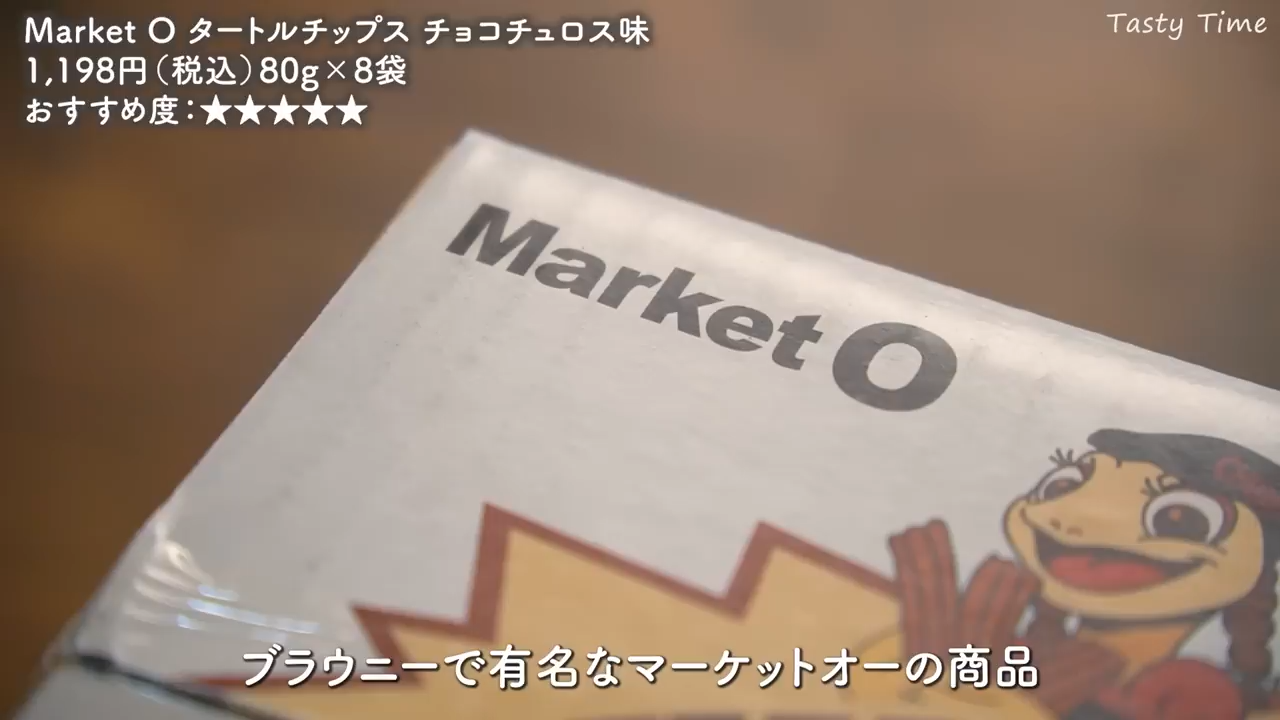 Market O タートルチップス チョコチュロス味
1,198円（税込）80g×8袋
おすすめ度：★★★★★
Tasty Time
Market O
ブラウニーで有名なマーケットオーの商品